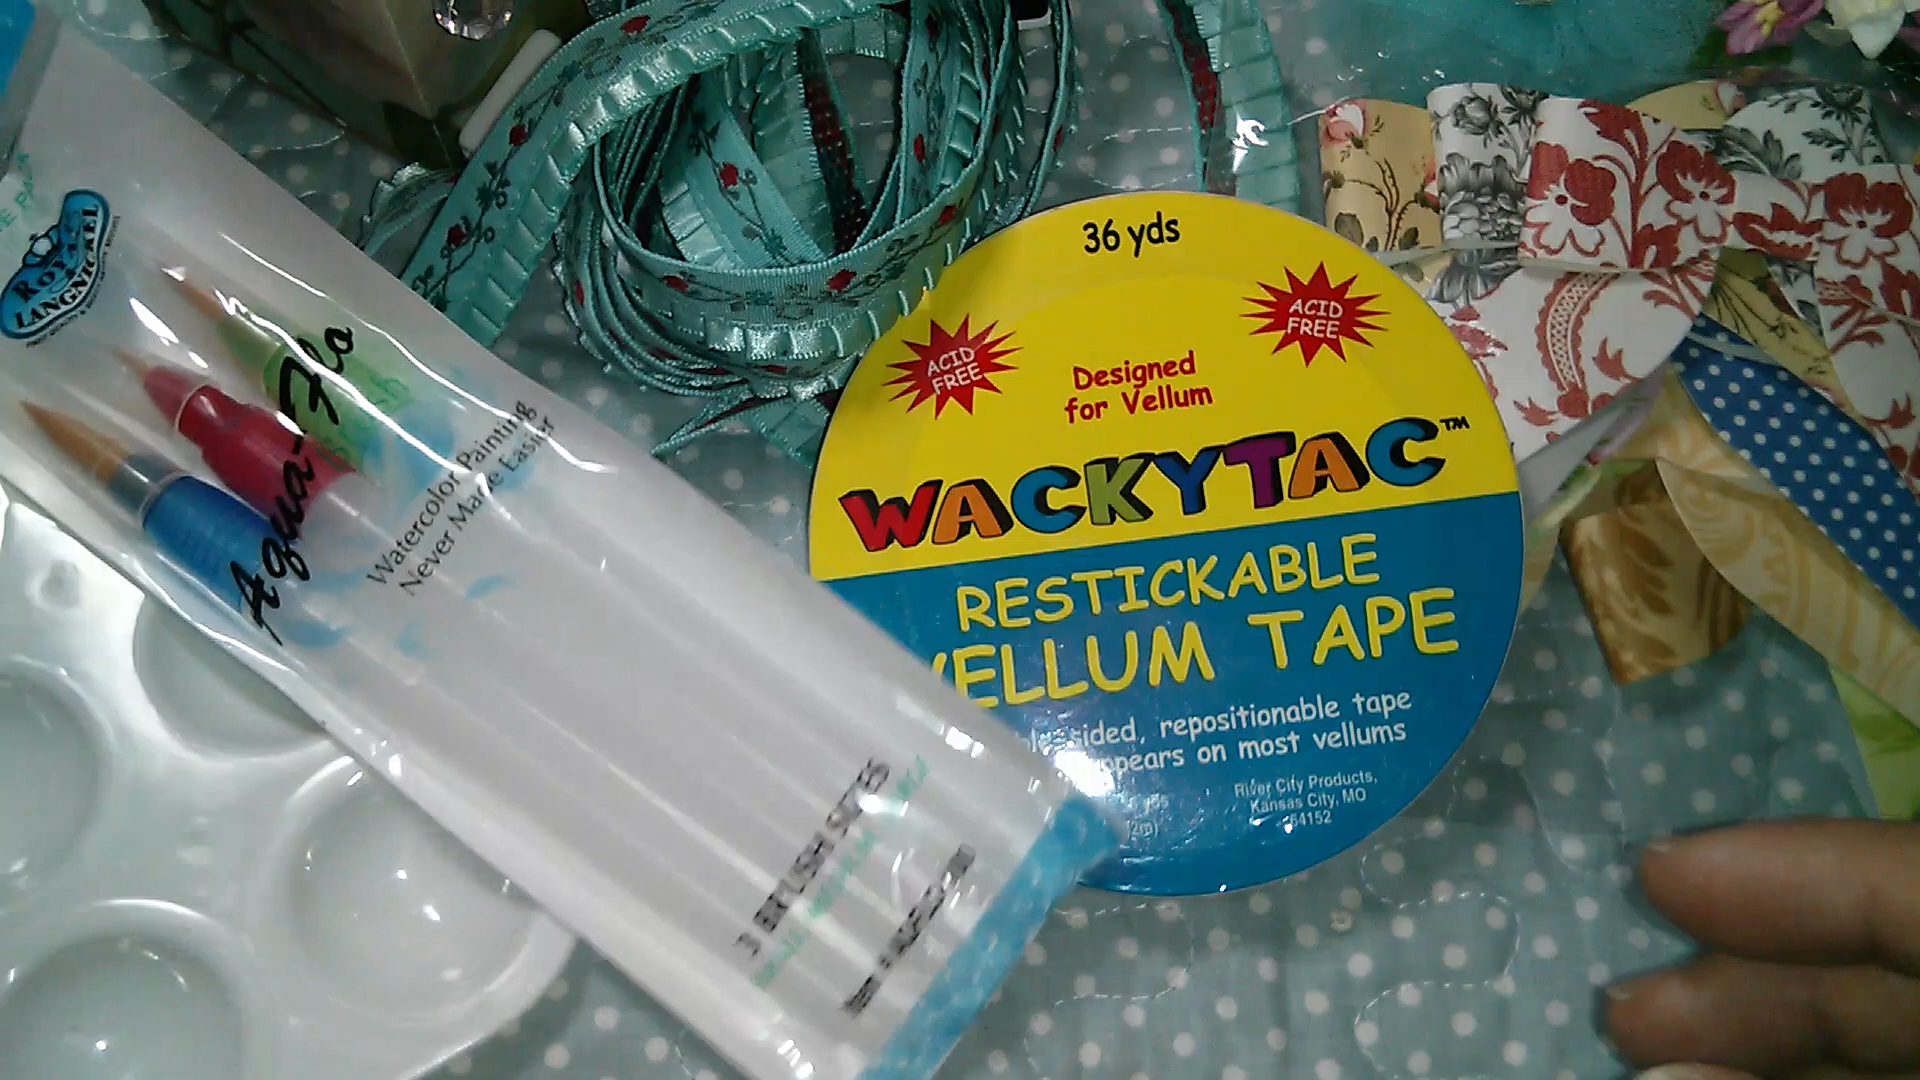 ROYAL
LANGNICKEL
Aqua-Flo
Watercolor Painting
Never Made Easier
3 BRUSH SIZES
36 yds
ACID
FREE
ACID
FREE
Designed
for Vellum
WACKYTAC™
RESTICKABLE
VELLUM TAPE
sided, repositionable tape
on most vellums
River City Products,
Kansas City, MO
64152